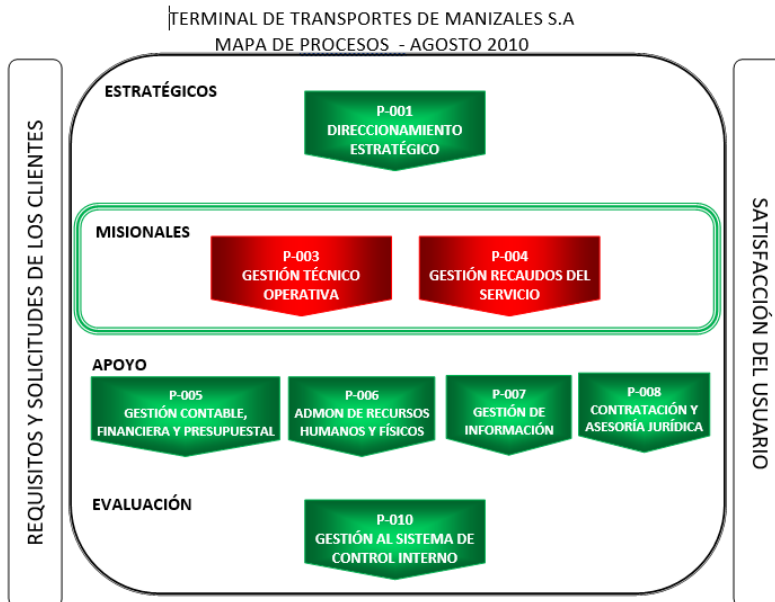 TERMINAL DE TRANSPORTES DE MANIZALES S.A
MAPA DE PROCESOS - AGOSTO 2010
REQUISITOS Y SOLICITUDES DE LOS CLIENTES
ESTRATÉGICOS
P-001
DIRECCIONAMIENTO
ESTRATÉGICO
MISIONALES
P-003
GESTIÓN TÉCNICO
OPERATIVA
P-004
GESTIÓN RECAUDOS DEL
SERVICIO
APOYO
P-005
GESTIÓN CONTABLE,
FINANCIERA Y PRESUPUESTAL
P-006
ADMON DE RECURSOS
HUMANOS Y FÍSICOS
P-007
GESTIÓN DE
INFORMACIÓN
P-008
CONTRATACIÓN Y
ASESORÍA JURÍDICA
EVALUACIÓN
P-010
GESTIÓN AL SISTEMA DE
CONTROL INTERNO
SATISFACCIÓN DEL USUARIO